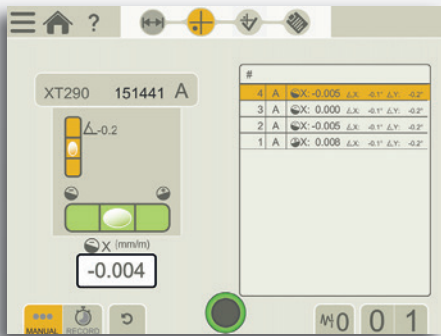 ?
XT290 151441 A
-0.2
X (mm/m)
-0.004
MANUAL RECORD
#
4 A X: -0.005 ∠X: -0.1° ∠Y: -0.2°
3 A X: 0.000 ∠X: -0.1° ∠Y: -0.2°
2 A X: -0.005 ∠X: -0.1° ∠Y: -0.2°
1 A X: 0.008 ∠X: -0.1° ∠Y: -0.2°
0 0 1